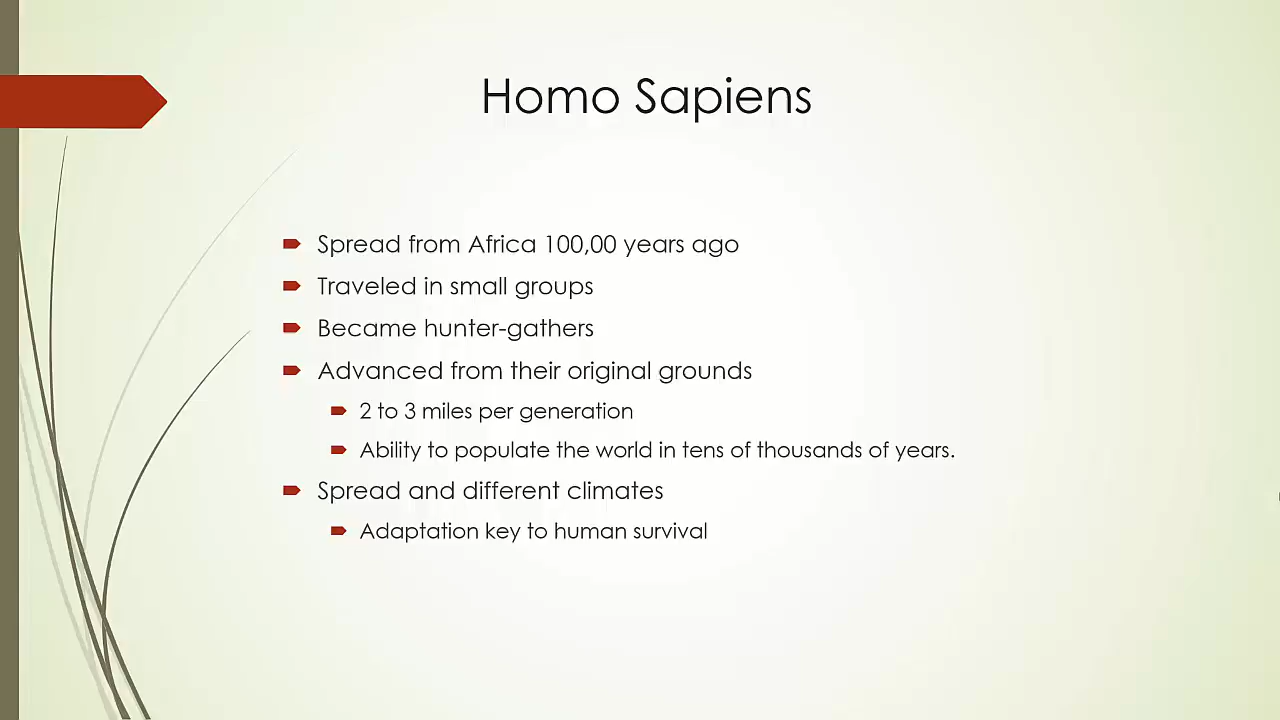 Homo Sapiens
Spread from Africa 100,00 years ago
Traveled in small groups
Became hunter-gathers
Advanced from their original grounds
2 to 3 miles per generation
Ability to populate the world in tens of thousands of years.
Spread and different climates
Adaptation key to human survival